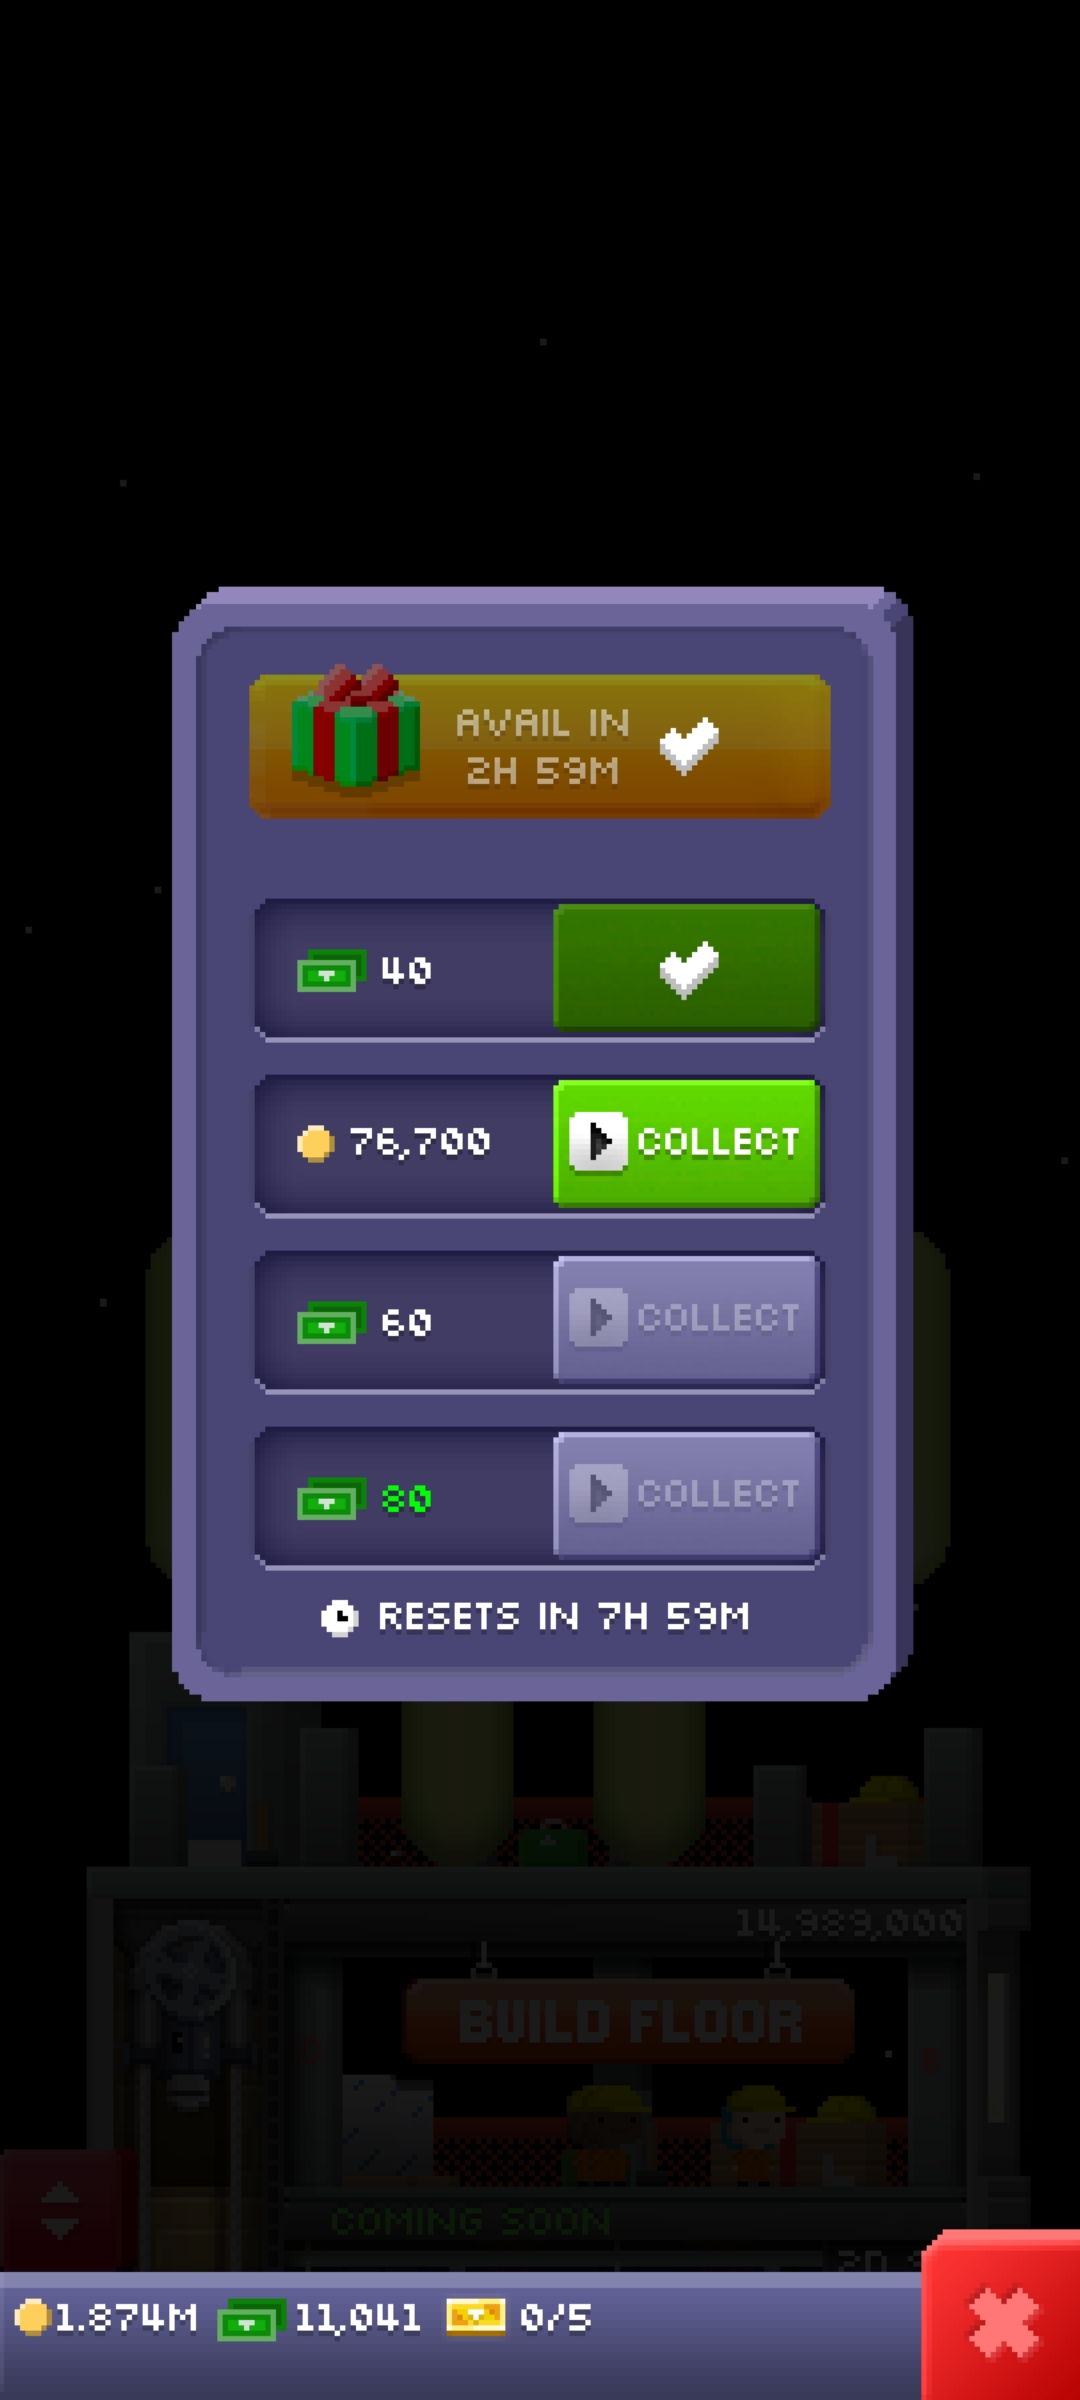 AVAIL IN
2H 59M
40
76,700
COLLECT
60
COLLECT
80
COLLECT
RESETS IN 7H 59M
14,989,000
BUILD FLOOR
COMING SOON
1.874M 11,041 0/5